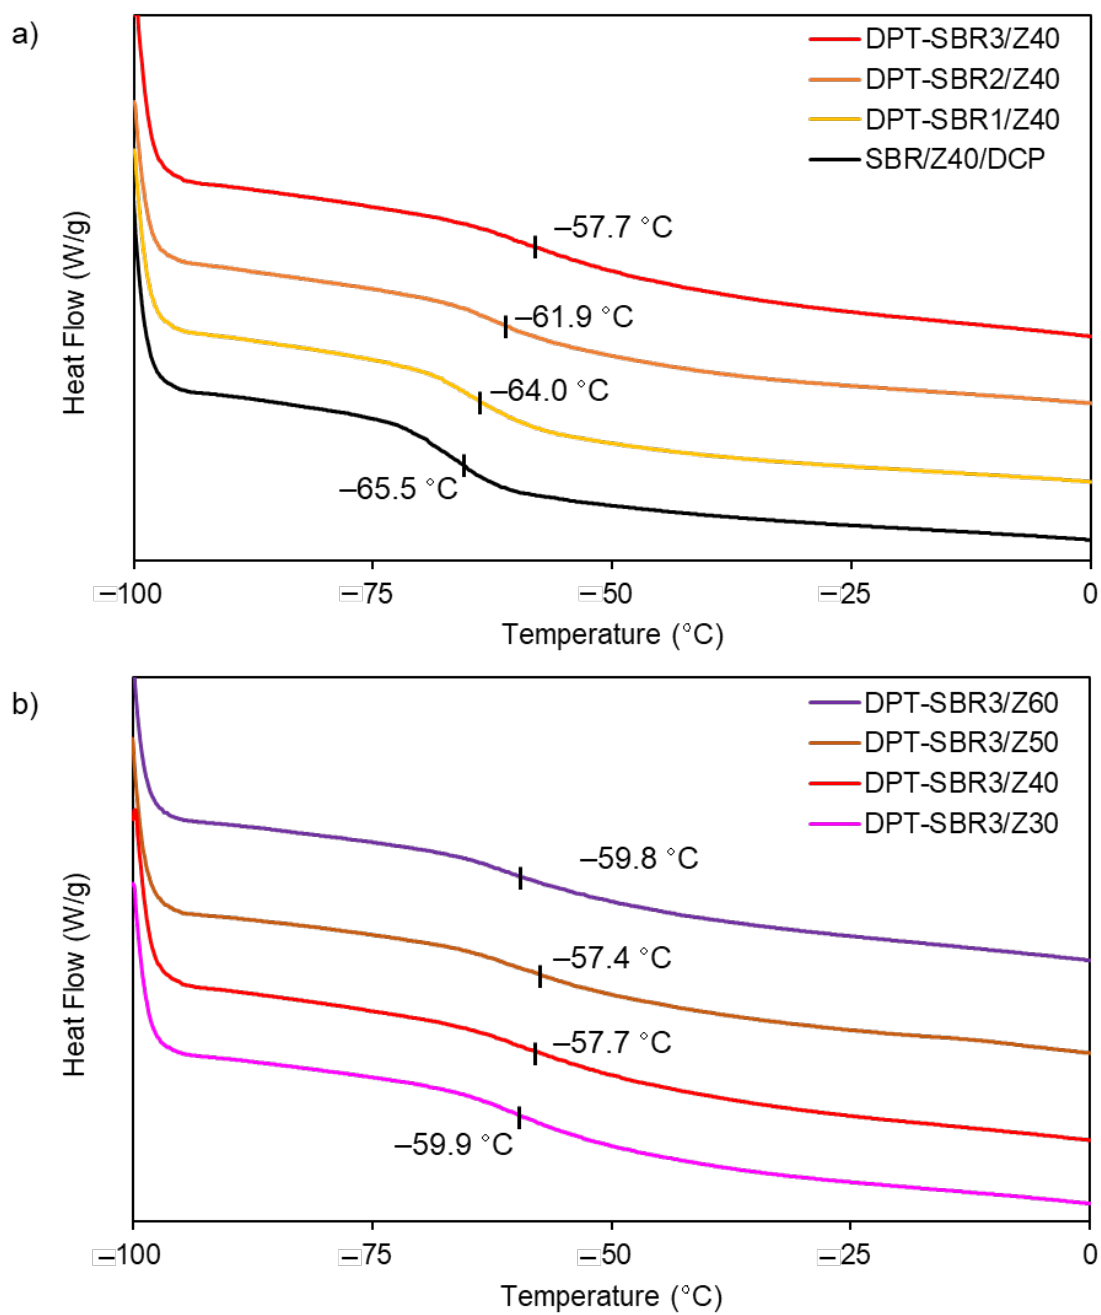 a)
DPT-SBR3/Z40
DPT-SBR2/Z40
DPT-SBR1/Z40
SBR/Z40/DCP
Heat Flow (W/g)
–57.7 °C
–61.9 °C
–64.0 °C
–65.5 °C
–100 –75 –50 –25 0
Temperature (°C)
b)
DPT-SBR3/Z60
DPT-SBR3/Z50
DPT-SBR3/Z40
DPT-SBR3/Z30
Heat Flow (W/g)
–59.8 °C
–57.4 °C
–57.7 °C
–59.9 °C
–100 –75 –50 –25 0
Temperature (°C)